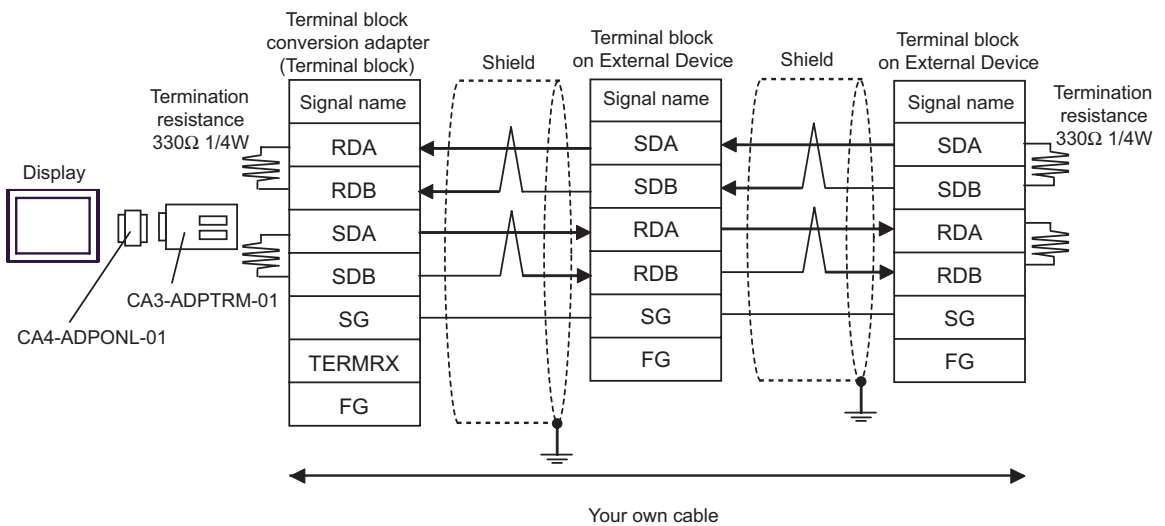 Terminal block
conversion adapter
(Terminal block)
Shield
Terminal block
on External Device
Shield
Terminal block
on External Device
Termination
resistance
330Ω 1/4W
Termination
resistance
330Ω 1/4W
Display
CA3-ADPTRM-01
CA4-ADPONL-01
Signal name
RDA
RDB
SDA
SDB
SG
TERMRX
FG
Signal name
SDA
SDB
RDA
RDB
SG
FG
Signal name
SDA
SDB
RDA
RDB
SG
FG
Your own cable